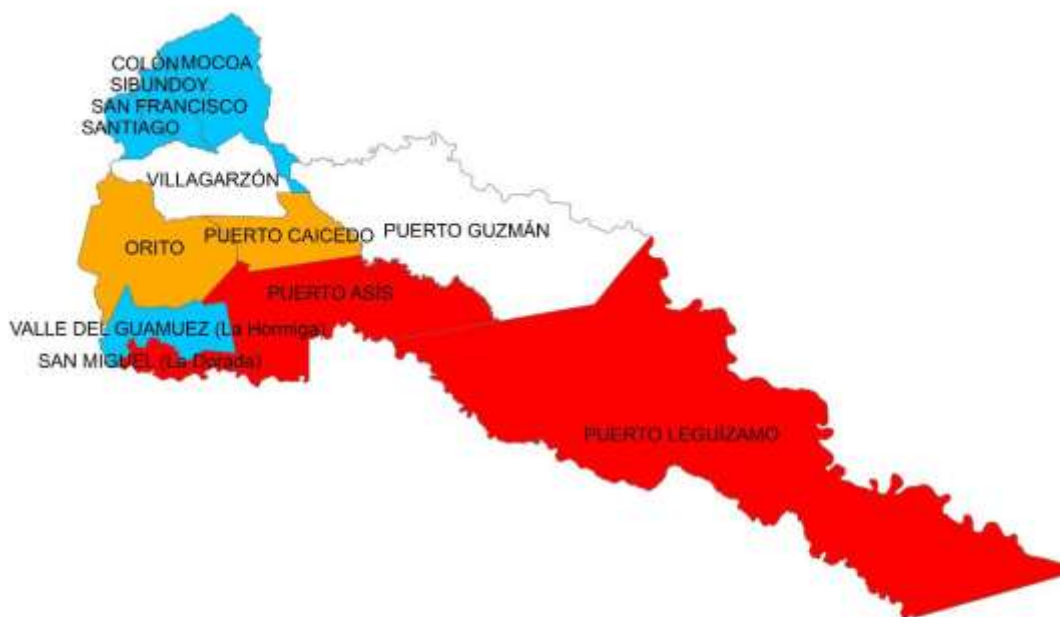 COLÓN MOCOA
SIBUNDOY.
SAN FRANCISCO
SANTIAGO
VILLAGARZÓN
PUERTO CAICEDO
PUERTO GUZMÁN
ORITO
PUERTO ASÍS
VALLE DEL GUAMUEZ (La Hormiga)
SAN MIGUEL (La Dorada)
PUERTO LEGUÍZAMO